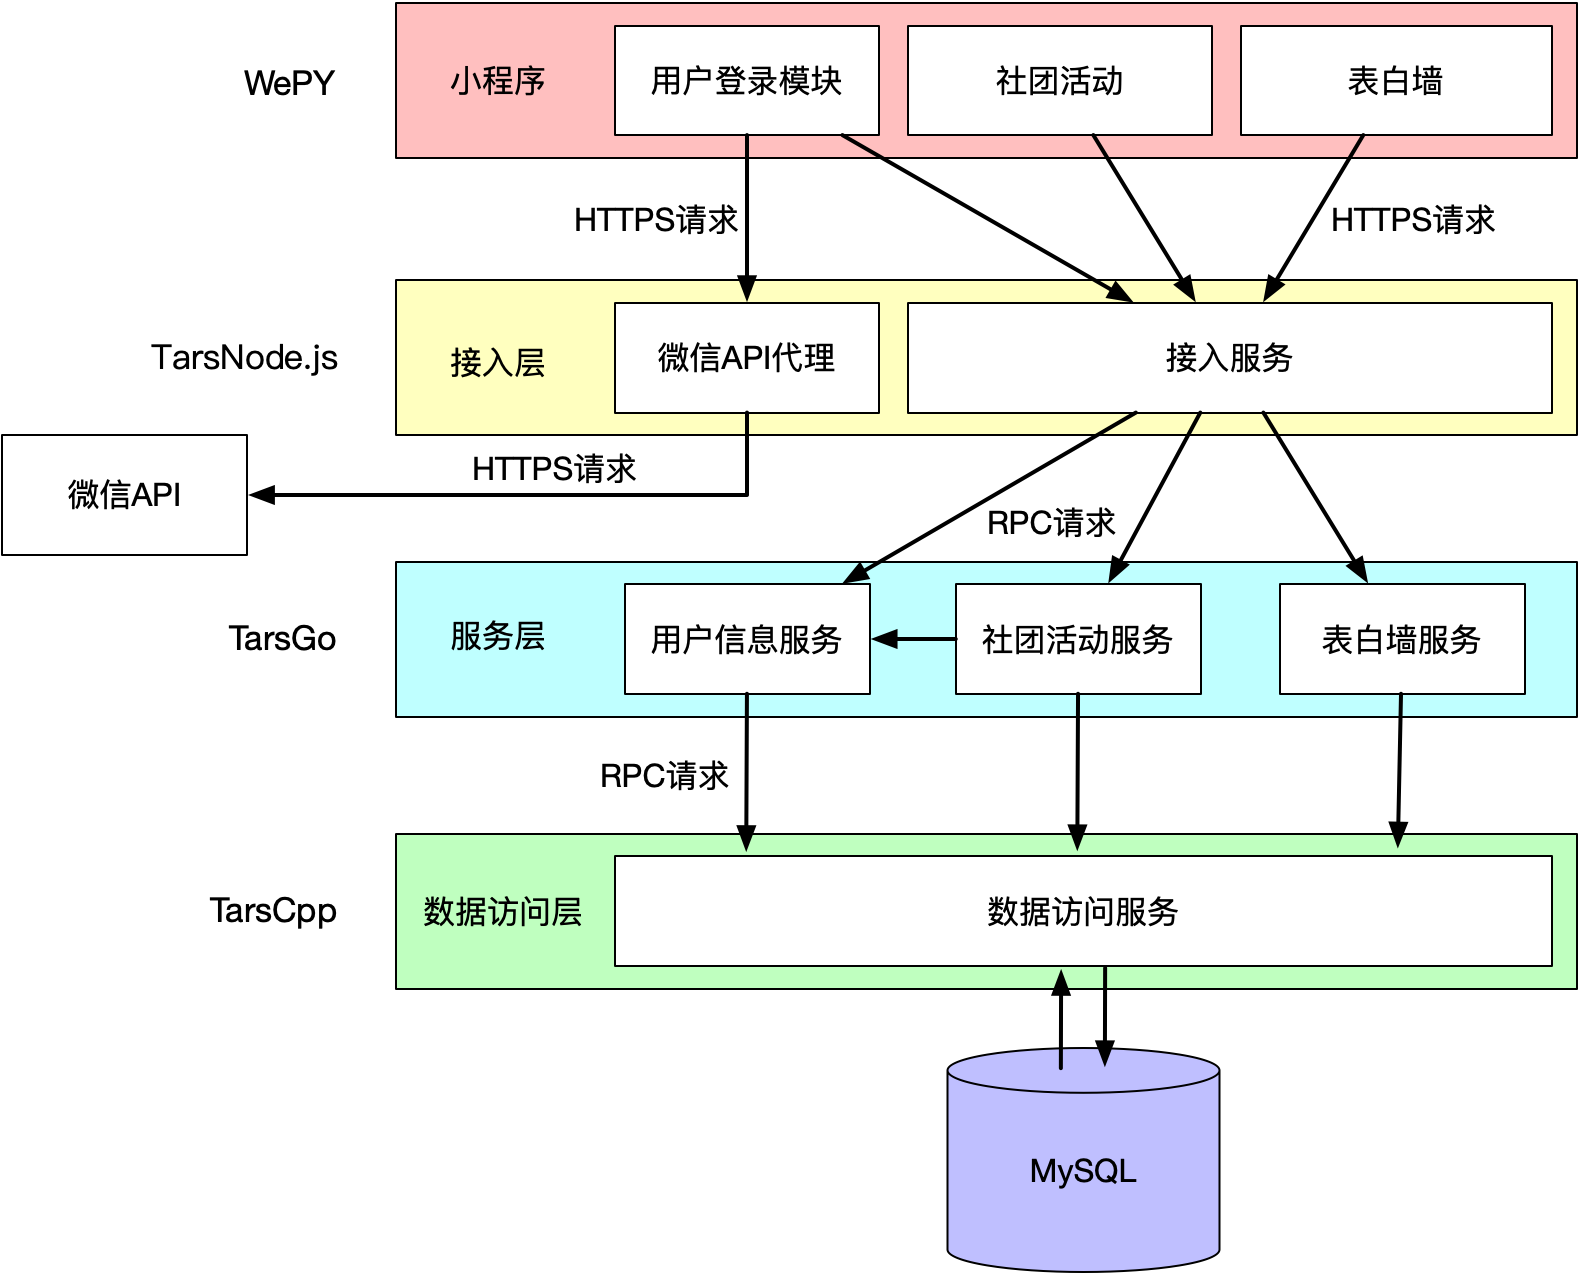 WePY
小程序
用户登录模块
社团活动
表白墙
HTTPS请求
HTTPS请求
TarsNode.js
接入层
微信API代理
接入服务
HTTPS请求
微信API
RPC请求
TarsGo
服务层
用户信息服务
社团活动服务
表白墙服务
RPC请求
TarsCpp
数据访问层
数据访问服务
MySQL